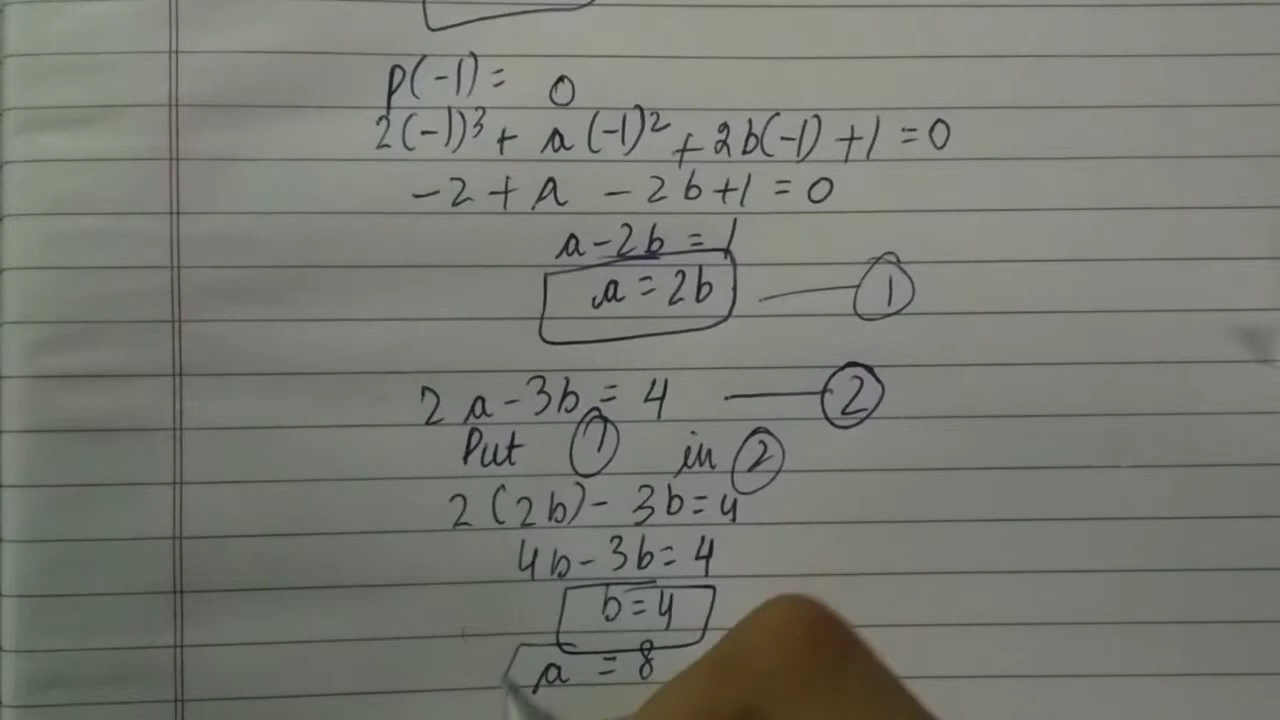 p(-1) = 0
2(-1)³ + a(-1)² + 2b(-1) + 1 = 0
-2 + a - 2b + 1 = 0
a - 2b = 1
a = 2b — ①
2a - 3b = 4 — ②
Put ① in ②
2(2b) - 3b = 4
4b - 3b = 4
b = 4
a = 8